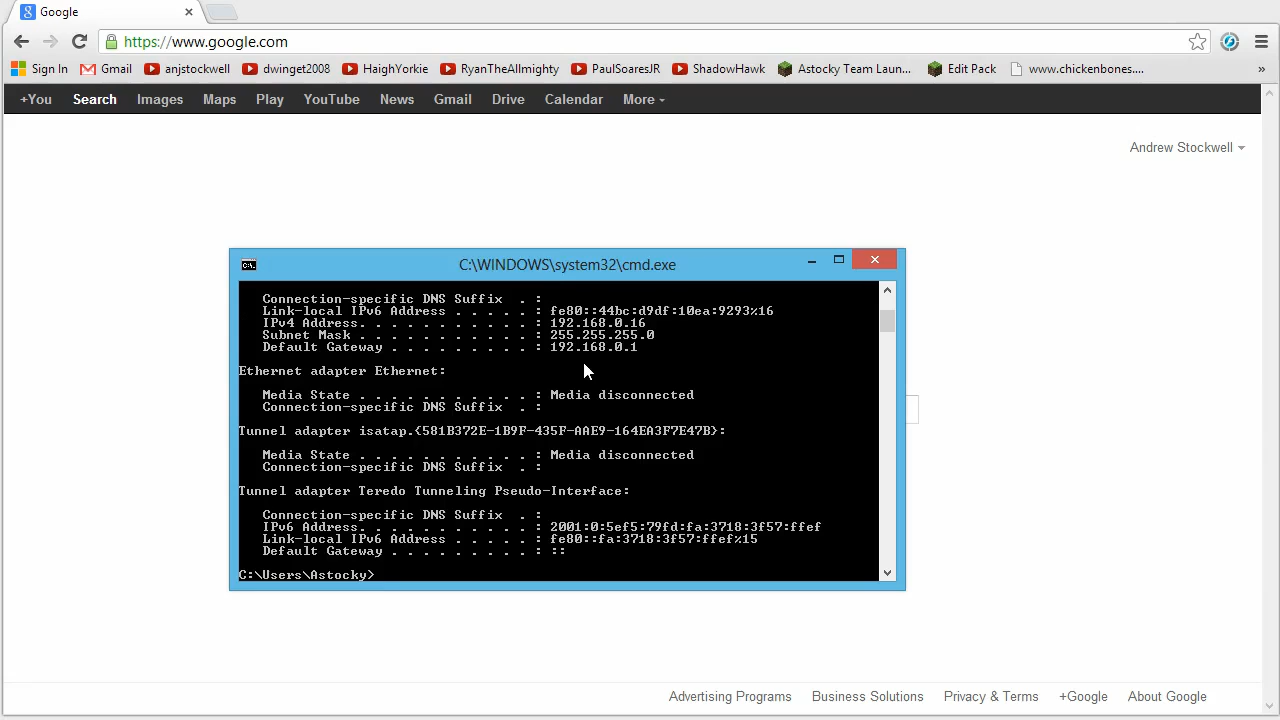 Google
https://www.google.com
Sign In Gmail anjstockwell dwinget2008 HaighYorkie RyanTheAllmighty PaulSoaresJR ShadowHawk Astocky Team Laun... Edit Pack www.chickenbones.... »
+You Search Images Maps Play YouTube News Gmail Drive Calendar More
Andrew Stockwell
C:\WINDOWS\system32\cmd.exe
Connection-specific DNS Suffix . :
Link-local IPv6 Address . . . . . : fe80::44bc:d9df:10ea:9293%16
IPv4 Address. . . . . . . . . . . : 192.168.0.16
Subnet Mask . . . . . . . . . . . : 255.255.255.0
Default Gateway . . . . . . . . . : 192.168.0.1
Ethernet adapter Ethernet:
Media State . . . . . . . . . . . : Media disconnected
Connection-specific DNS Suffix . :
Tunnel adapter isatap.{581B372E-1B9F-435F-AAE9-164EA3F7E47B}:
Media State . . . . . . . . . . . : Media disconnected
Connection-specific DNS Suffix . :
Tunnel adapter Teredo Tunneling Pseudo-Interface:
Connection-specific DNS Suffix . :
IPv6 Address. . . . . . . . . . . : 2001:0:5ef5:79fd:fa:3718:3f57:ffef
Link-local IPv6 Address . . . . . : fe80::fa:3718:3f57:ffef%15
Default Gateway . . . . . . . . . : ::
C:\Users\Astocky>
Advertising Programs Business Solutions Privacy & Terms +Google About Google